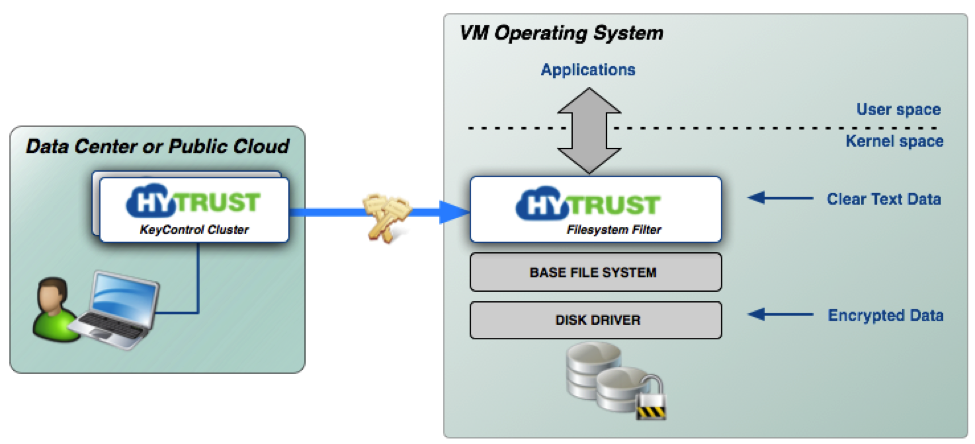 VM Operating System
Applications
User space
Kernel space
Data Center or Public Cloud
HYTRUST
KeyControl Cluster
HYTRUST
Filesystem Filter
Clear Text Data
BASE FILE SYSTEM
DISK DRIVER
Encrypted Data